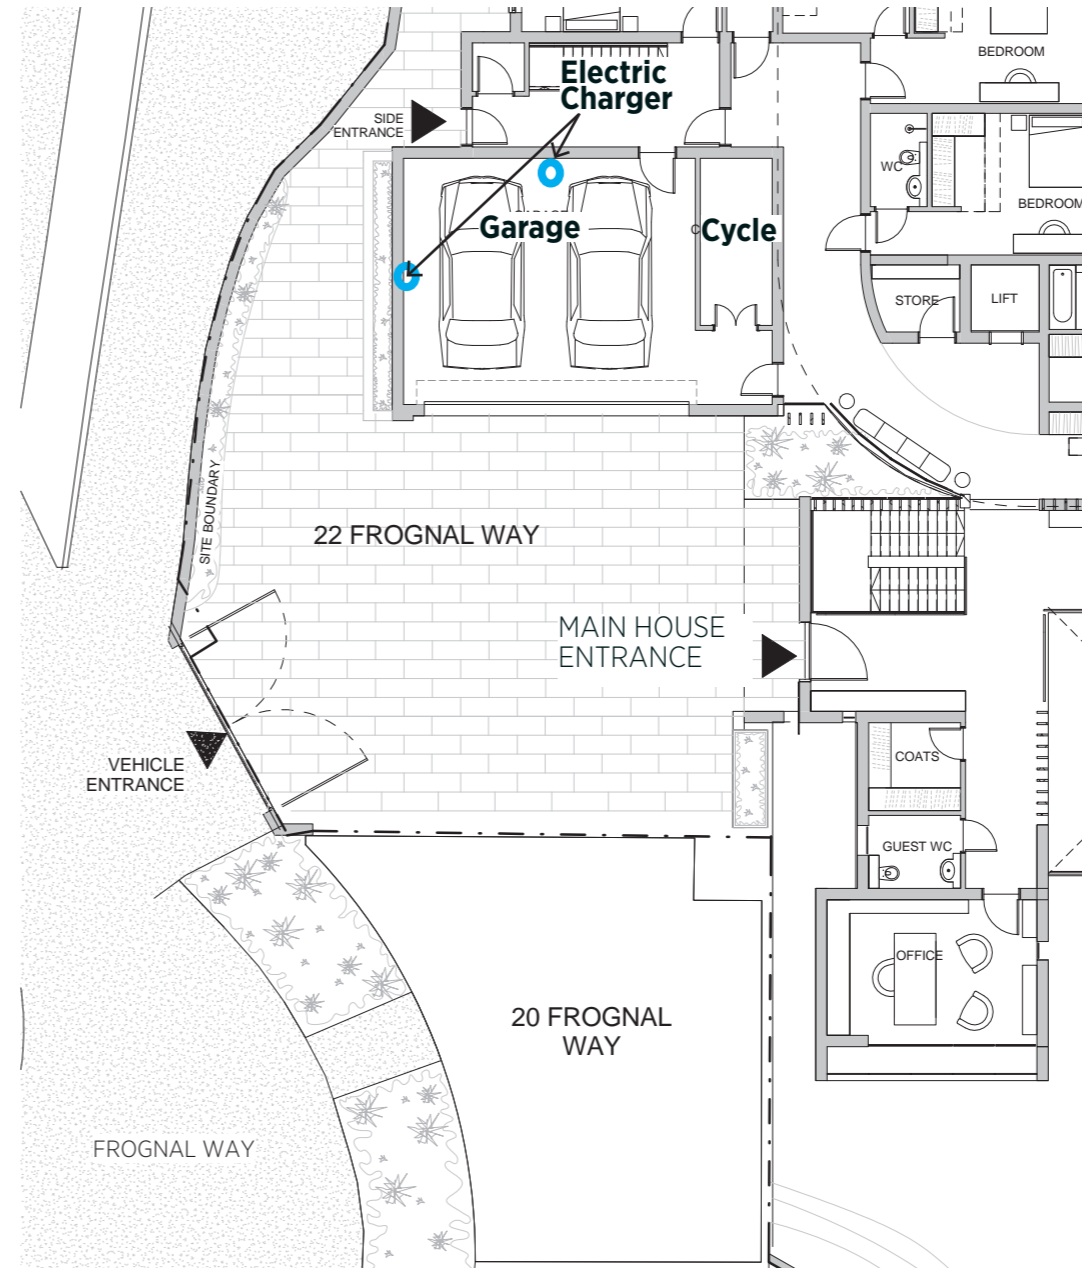 BEDROOM
Electric
Charger
SIDE
ENTRANCE
WC
BEDROOM
Garage
Cycle
STORE
LIFT
SITE BOUNDARY
22 FROGNAL WAY
MAIN HOUSE
ENTRANCE
VEHICLE
ENTRANCE
COATS
GUEST WC
OFFICE
20 FROGNAL
WAY
FROGNAL WAY